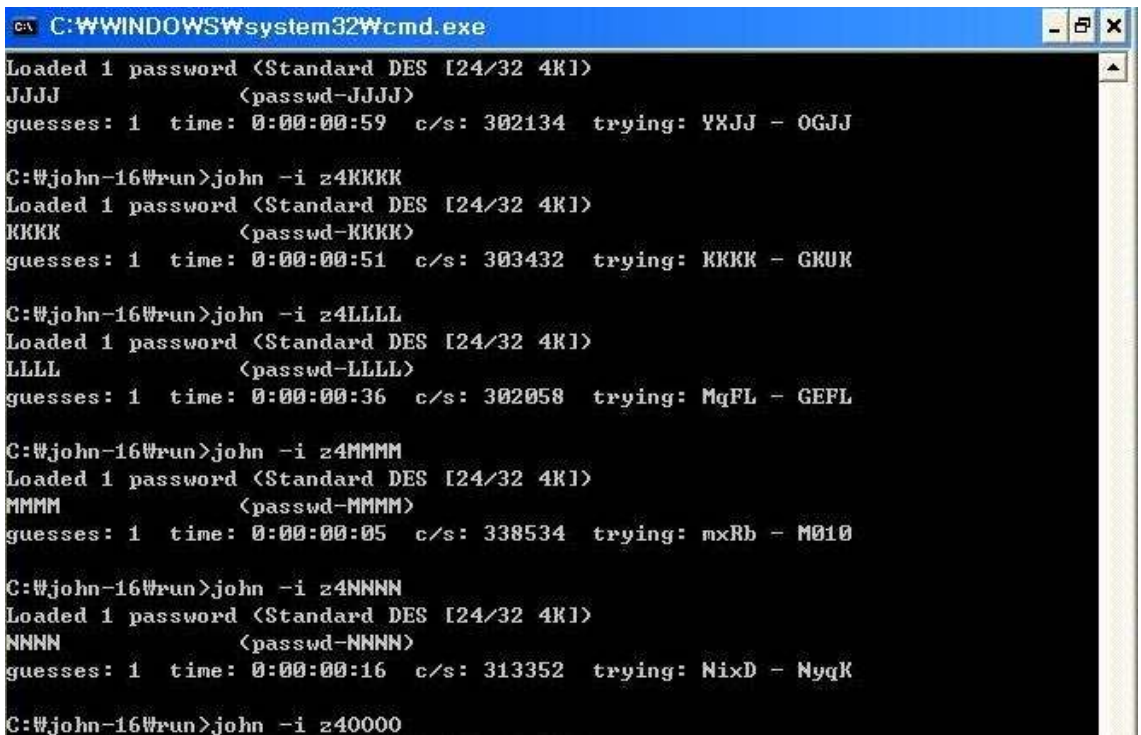 C:₩WINDOWS₩system32₩cmd.exe
Loaded 1 password (Standard DES [24/32 4K])
JJJJ (passwd-JJJJ)
guesses: 1 time: 0:00:00:59 c/s: 302134 trying: YXJJ - OGJJ
C:₩john-16₩run>john -i z4KKKK
Loaded 1 password (Standard DES [24/32 4K])
KKKK (passwd-KKKK)
guesses: 1 time: 0:00:00:51 c/s: 303432 trying: KKKK - GKUK
C:₩john-16₩run>john -i z4LLLL
Loaded 1 password (Standard DES [24/32 4K])
LLLL (passwd-LLLL)
guesses: 1 time: 0:00:00:36 c/s: 302058 trying: MqFL - GEFL
C:₩john-16₩run>john -i z4MMMM
Loaded 1 password (Standard DES [24/32 4K])
MMMM (passwd-MMMM)
guesses: 1 time: 0:00:00:05 c/s: 338534 trying: mxRb - M010
C:₩john-16₩run>john -i z4NNNN
Loaded 1 password (Standard DES [24/32 4K])
NNNN (passwd-NNNN)
guesses: 1 time: 0:00:00:16 c/s: 313352 trying: NixD - NyqK
C:₩john-16₩run>john -i z4OOOO